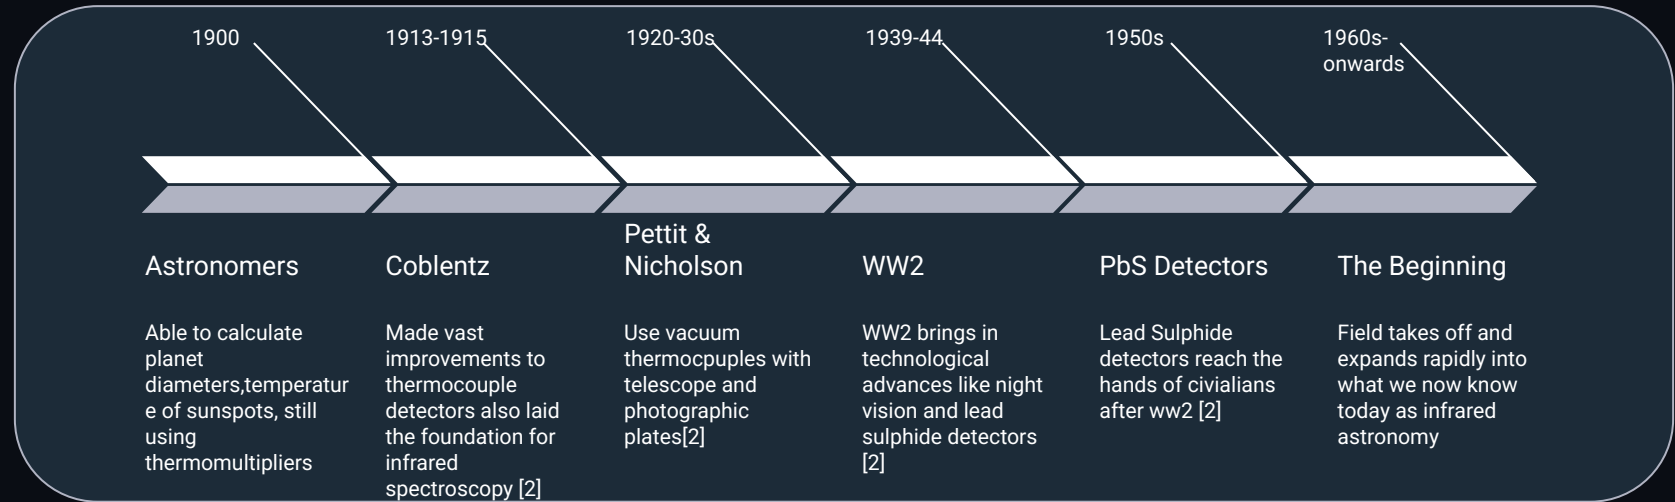 1900
1913-1915
1920-30s
1939-44
1950s
1960s-
onwards
Astronomers
Able to calculate
planet
diameters,temperatur
e of sunspots, still
using
thermomultipliers
Coblentz
Made vast
improvements to
thermocouple
detectors also laid
the foundation for
infrared
spectroscopy [2]
Pettit &
Nicholson
Use vacuum
thermocpuples with
telescope and
photographic
plates[2]
WW2
WW2 brings in
technological
advances like night
vision and lead
sulphide detectors
[2]
PbS Detectors
Lead Sulphide
detectors reach the
hands of civialians
after ww2 [2]
The Beginning
Field takes off and
expands rapidly into
what we now know
today as infrared
astronomy